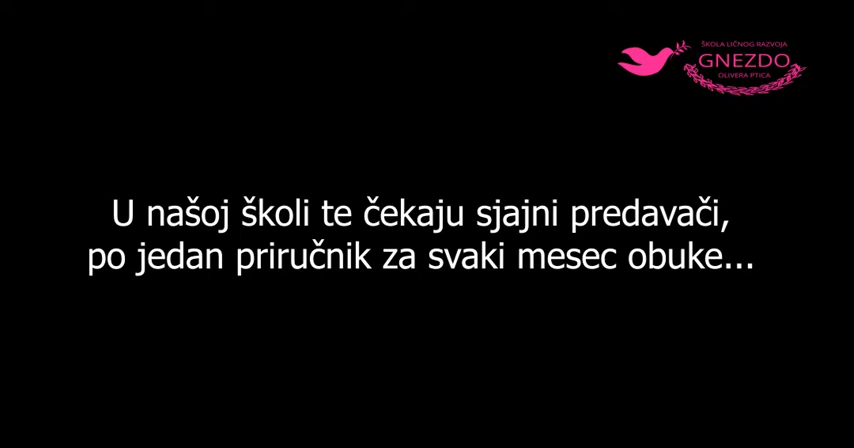 ŠKOLA LIČNOG RAZVOJA
GNEZDO
OLIVERA PTICA
U našoj školi te čekaju sjajni predavači,
po jedan priručnik za svaki mesec obuke...